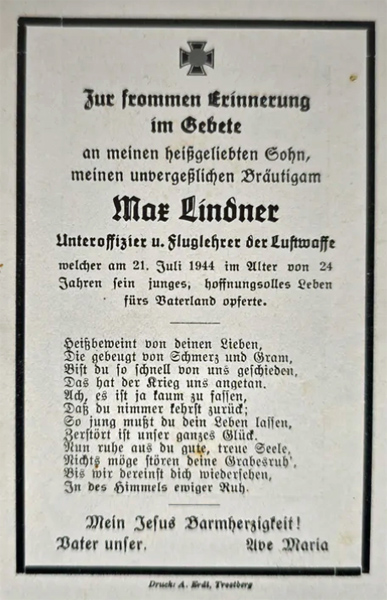 Zur frommen Erinnerung
im Gebete
an meinen heißgeliebten Sohn,
meinen unvergeßlichen Bräutigam
Max Lindner
Unteroffizier u. Fluglehrer der Luftwaffe
welcher am 21. Juli 1944 im Alter von 24
Jahren sein junges, hoffnungsvolles Leben
fürs Vaterland opferte.
Heißbeweint von deinen Lieben,
Die gebeugt von Schmerz und Gram,
Bist du so schnell von uns geschieden,
Das hat der Krieg uns angetan.
Ach, es ist ja kaum zu fassen,
Daß du nimmer kehrst zurück;
So jung mußt du dein Leben lassen,
Zerstört ist unser ganzes Glück.
Nun ruhe aus du gute, treue Seele,
Nichts möge stören deine Grabesruh',
Bis wir dereinst dich wiedersehen,
In des Himmels ewiger Ruh.
Mein Jesus Barmherzigkeit!
Vater unser. Ave Maria
Druck: A. Erdl, Trostberg